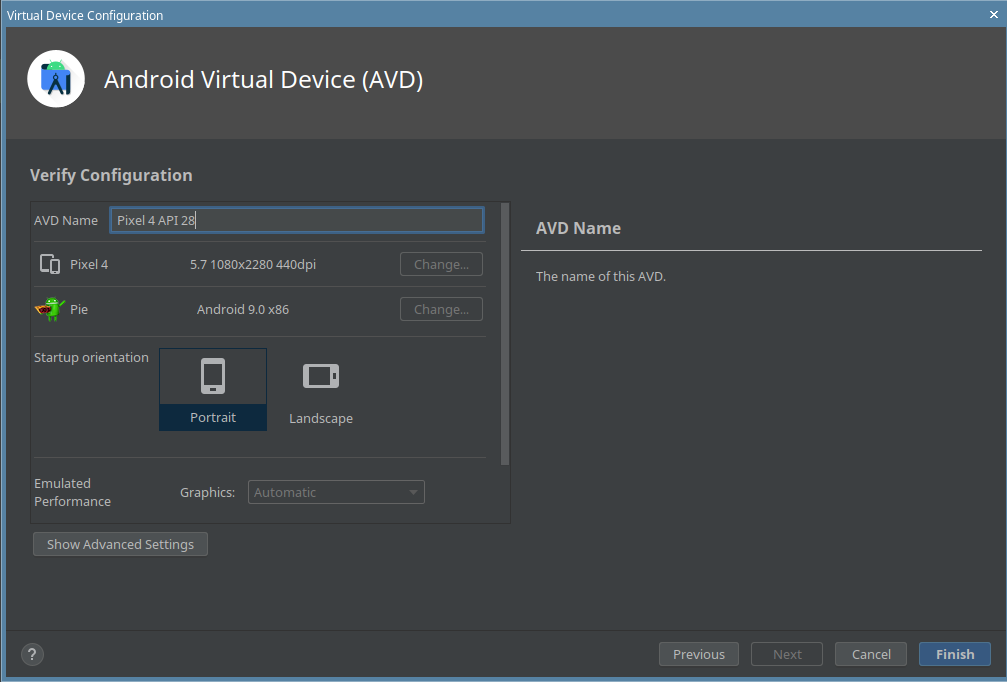 Virtual Device Configuration
Android Virtual Device (AVD)
Verify Configuration
AVD Name
Pixel 4 API 28
Pixel 4
5.7 1080x2280 440dpi
Change...
Pie
Android 9.0 x86
Change...
Startup orientation
Portrait
Landscape
Emulated
Performance
Graphics:
Automatic
Show Advanced Settings
AVD Name
The name of this AVD.
?
Previous
Next
Cancel
Finish